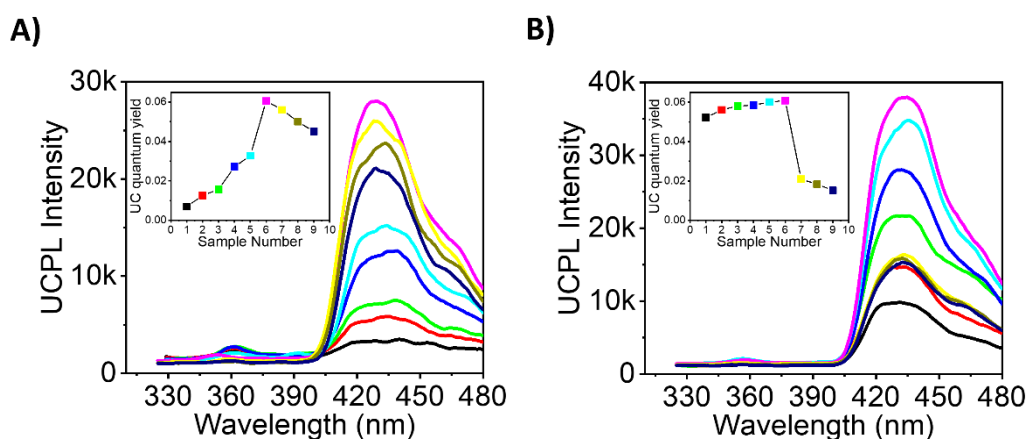 A)
30k
20k
10k
0
UCPL Intensity
330 360 390 420 450 480
Wavelength (nm)
0.06
0.04
0.02
0.00
UC quantum yield
0 1 2 3 4 5 6 7 8 9 10
Sample Number
B)
40k
30k
20k
10k
0
UCPL Intensity
330 360 390 420 450 480
Wavelength (nm)
0.06
0.04
0.02
0.00
UC quantum yield
0 1 2 3 4 5 6 7 8 9 10
Sample Number